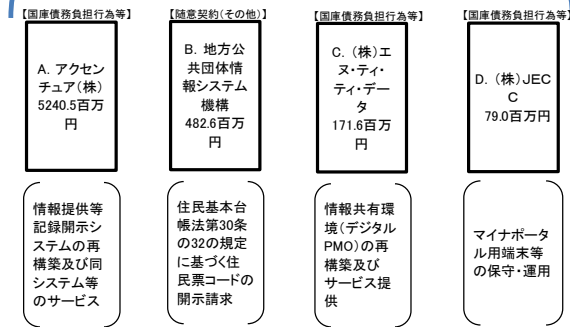 【国庫債務負担行為等】
A. アクセン
チュア(株)
5240.5百万
円
情報提供等
記録開示シ
ステムの再
構築及び同
システム等
のサービス
【随意契約(その他)】
B. 地方公
共団体情
報システム
機構
482.6百万
円
住民基本台
帳法第30条
の32の規定
に基づく住
民票コードの
開示請求
【国庫債務負担行為等】
C. (株)エ
ヌ・ティ・
ティ・デー
タ
171.6百万
円
情報共有環
境(デジタル
PMO)の再
構築及び
サービス提
供
【国庫債務負担行為等】
D. (株)JEC
C
79.0百万円
マイナポータ
ル用端末等
の保守・運用